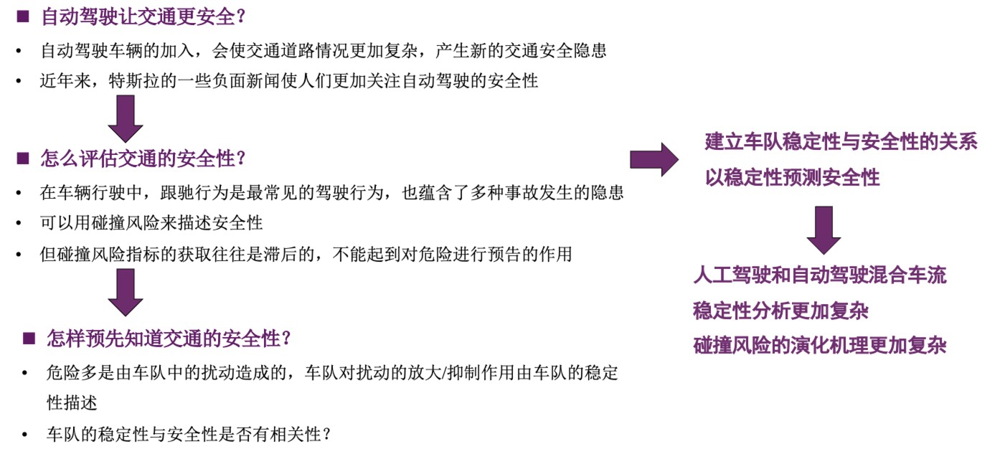 ■ 自动驾驶让交通更安全？
• 自动驾驶车辆的加入，会使交通道路情况更加复杂，产生新的交通安全隐患
• 近年来，特斯拉的一些负面新闻使人们更加关注自动驾驶的安全性
■ 怎么评估交通的安全性？
• 在车辆行驶中，跟驰行为是最常见的驾驶行为，也蕴含了多种事故发生的隐患
• 可以用碰撞风险来描述安全性
• 但碰撞风险指标的获取往往是滞后的，不能起到对危险进行预告的作用
■ 怎样预先知道交通的安全性？
• 危险多是由车队中的扰动造成的，车队对扰动的放大/抑制作用由车队的稳定
性描述
• 车队的稳定性与安全性是否有相关性？
建立车队稳定性与安全性的关系
以稳定性预测安全性
人工驾驶和自动驾驶混合车流
稳定性分析更加复杂
碰撞风险的演化机理更加复杂